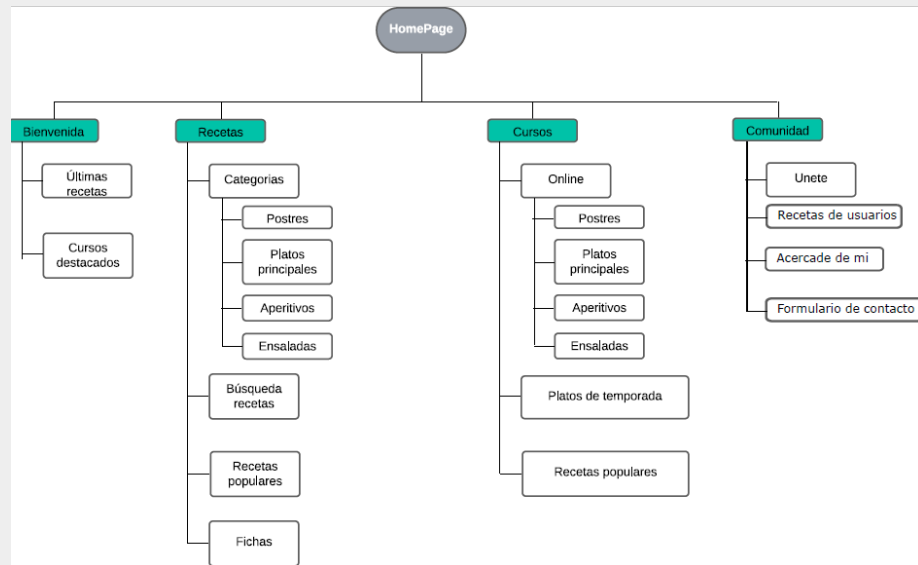 HomePage
Bienvenida
Últimas
recetas
Cursos
destacados
Recetas
Categorias
Postres
Platos
principales
Aperitivos
Ensaladas
Búsqueda
recetas
Recetas
populares
Fichas
Cursos
Online
Postres
Platos
principales
Aperitivos
Ensaladas
Platos de temporada
Recetas populares
Comunidad
Unete
Recetas de usuarios
Acercade de mi
Formulario de contacto